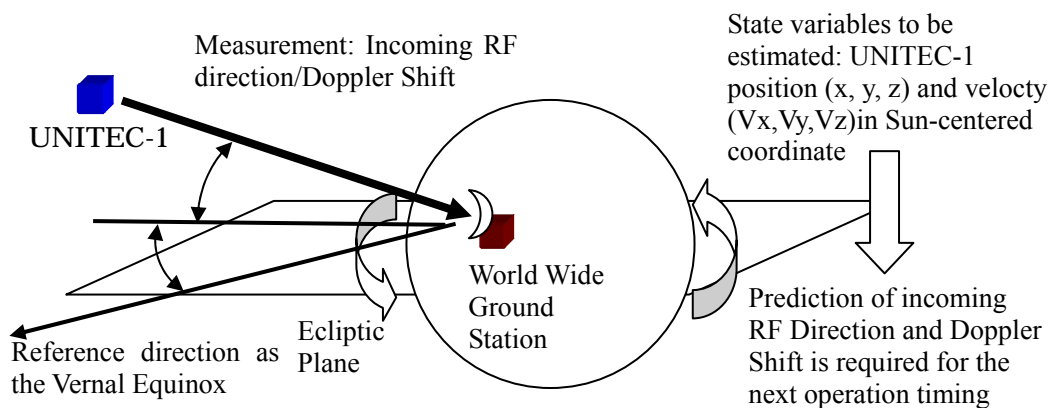 Measurement: Incoming RF
direction/Doppler Shift
UNITEC-1
State variables to be
estimated: UNITEC-1
position (x, y, z) and velocty
(Vx,Vy,Vz)in Sun-centered
coordinate
World Wide
Ground
Station
Ecliptic
Plane
Reference direction as
the Vernal Equinox
Prediction of incoming
RF Direction and Doppler
Shift is required for the
next operation timing